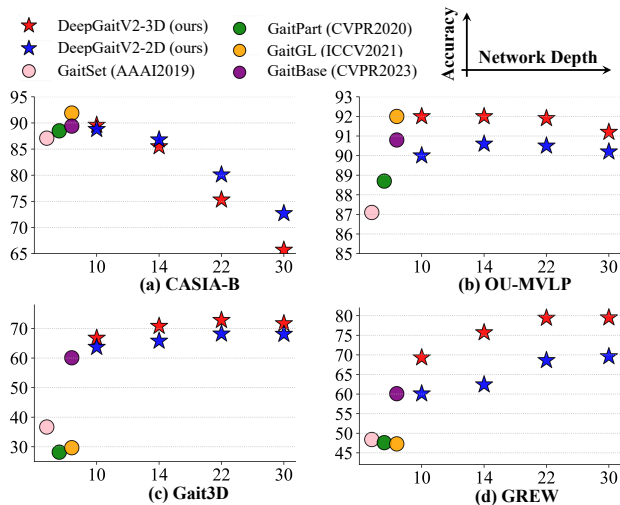 DeepGaitV2-3D (ours)
DeepGaitV2-2D (ours)
GaitSet (AAAI2019)
GaitPart (CVPR2020)
GaitGL (ICCV2021)
GaitBase (CVPR2023)
Accuracy
Network Depth
95
90
85
80
75
70
65
10 14 22 30
(a) CASIA-B
93
92
91
90
89
88
87
86
85
10 14 22 30
(b) OU-MVLP
70
60
50
40
30
10 14 22 30
(c) Gait3D
80
75
70
65
60
55
50
45
10 14 22 30
(d) GREW